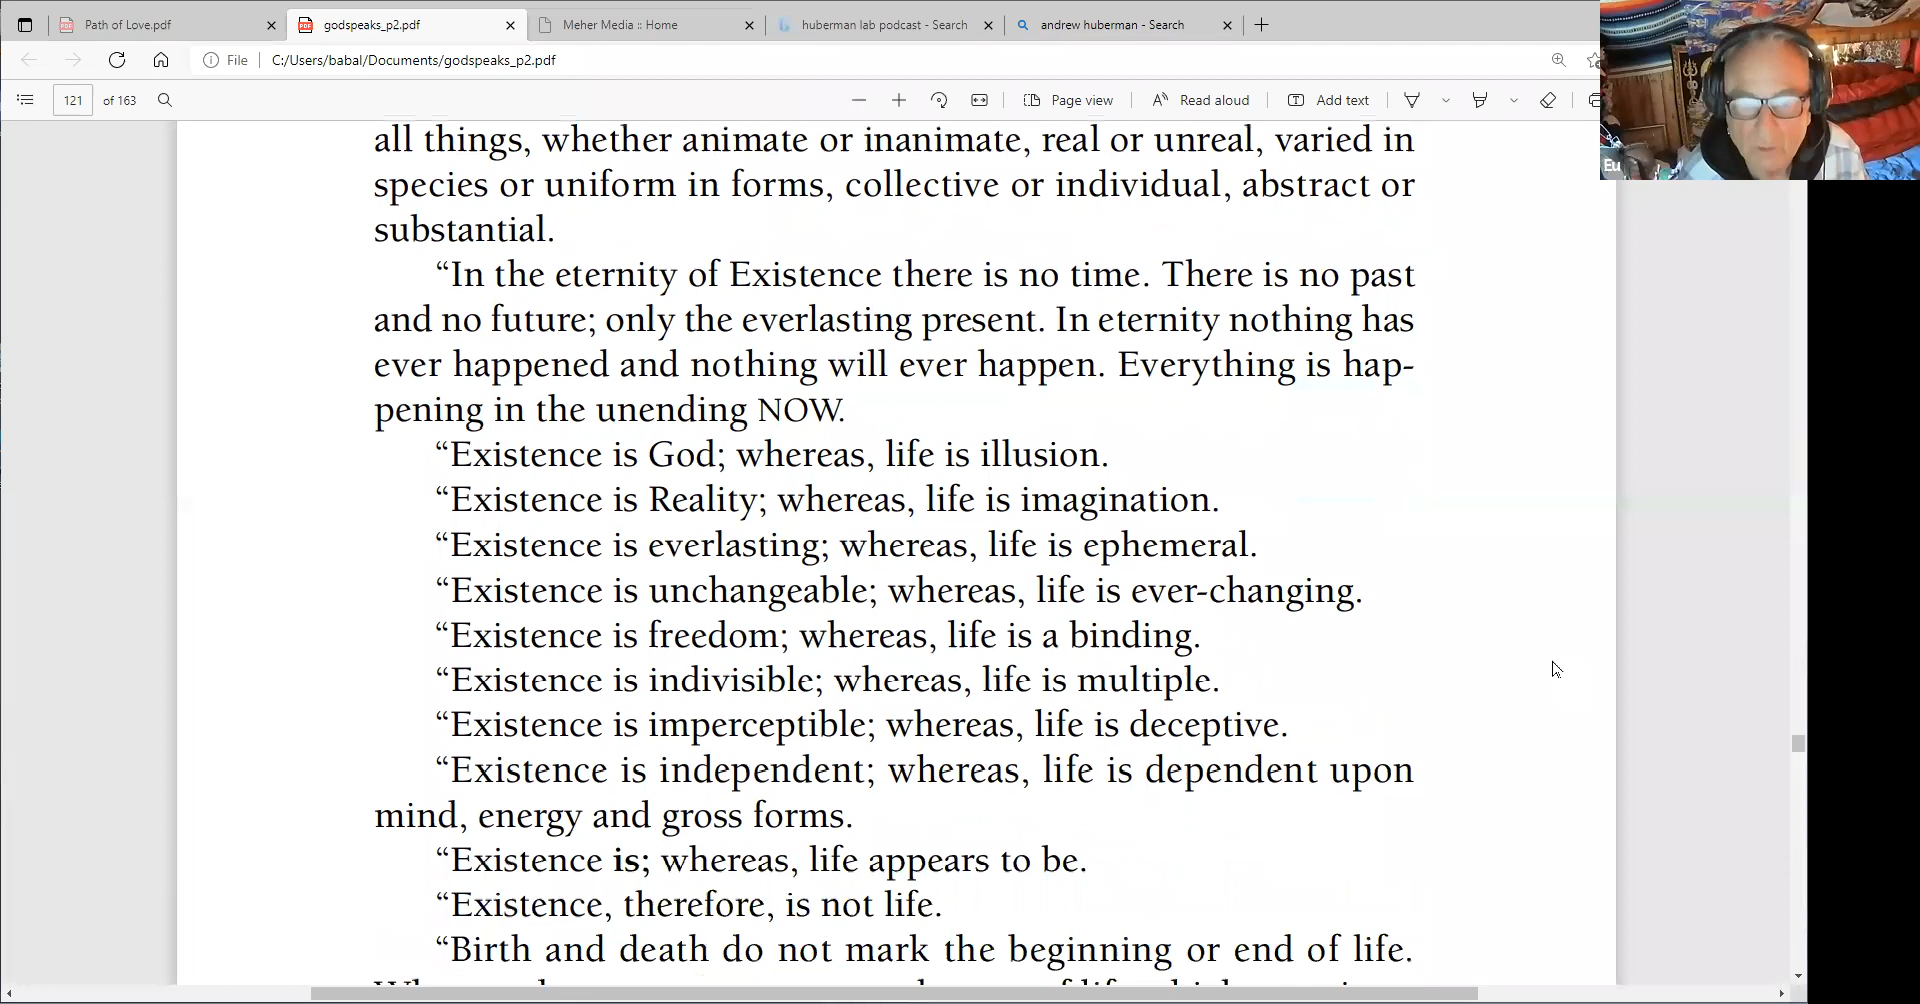 Path of Love.pdf
godspeaks_p2.pdf
Meher Media :: Home
huberman lab podcast - Search
andrew huberman - Search
File
C:/Users/babal/Documents/godspeaks_p2.pdf
121 of 163
Page view
Read aloud
Add text
Eu
all things, whether animate or inanimate, real or unreal, varied in
species or uniform in forms, collective or individual, abstract or
substantial.
“In the eternity of Existence there is no time. There is no past
and no future; only the everlasting present. In eternity nothing has
ever happened and nothing will ever happen. Everything is hap-
pening in the unending NOW.
“Existence is God; whereas, life is illusion.
“Existence is Reality; whereas, life is imagination.
“Existence is everlasting; whereas, life is ephemeral.
“Existence is unchangeable; whereas, life is ever-changing.
“Existence is freedom; whereas, life is a binding.
“Existence is indivisible; whereas, life is multiple.
“Existence is imperceptible; whereas, life is deceptive.
“Existence is independent; whereas, life is dependent upon
mind, energy and gross forms.
“Existence is; whereas, life appears to be.
“Existence, therefore, is not life.
“Birth and death do not mark the beginning or end of life.